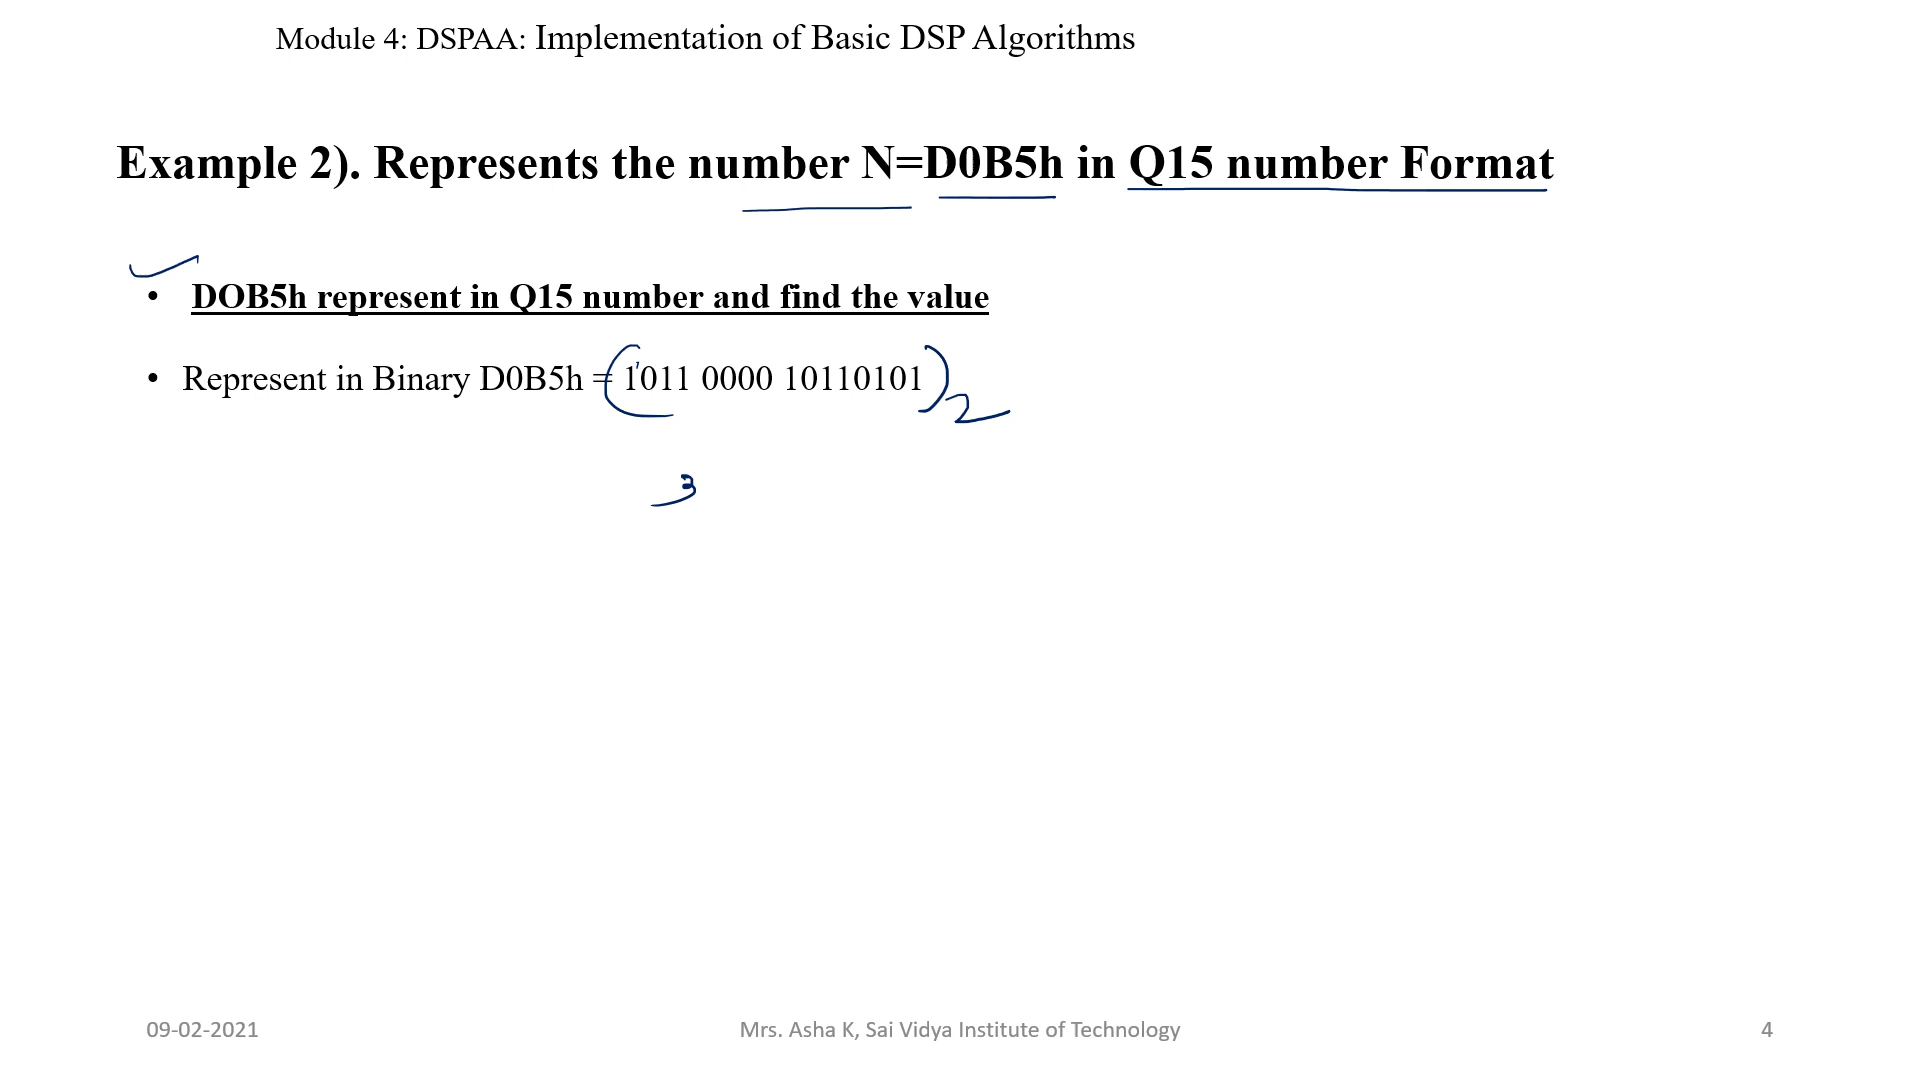 Module 4: DSPAA: Implementation of Basic DSP Algorithms
Example 2). Represents the number N=D0B5h in Q15 number Format
• DOB5h represent in Q15 number and find the value
• Represent in Binary D0B5h = (1011 0000 10110101)2
09-02-2021 Mrs. Asha K, Sai Vidya Institute of Technology 4